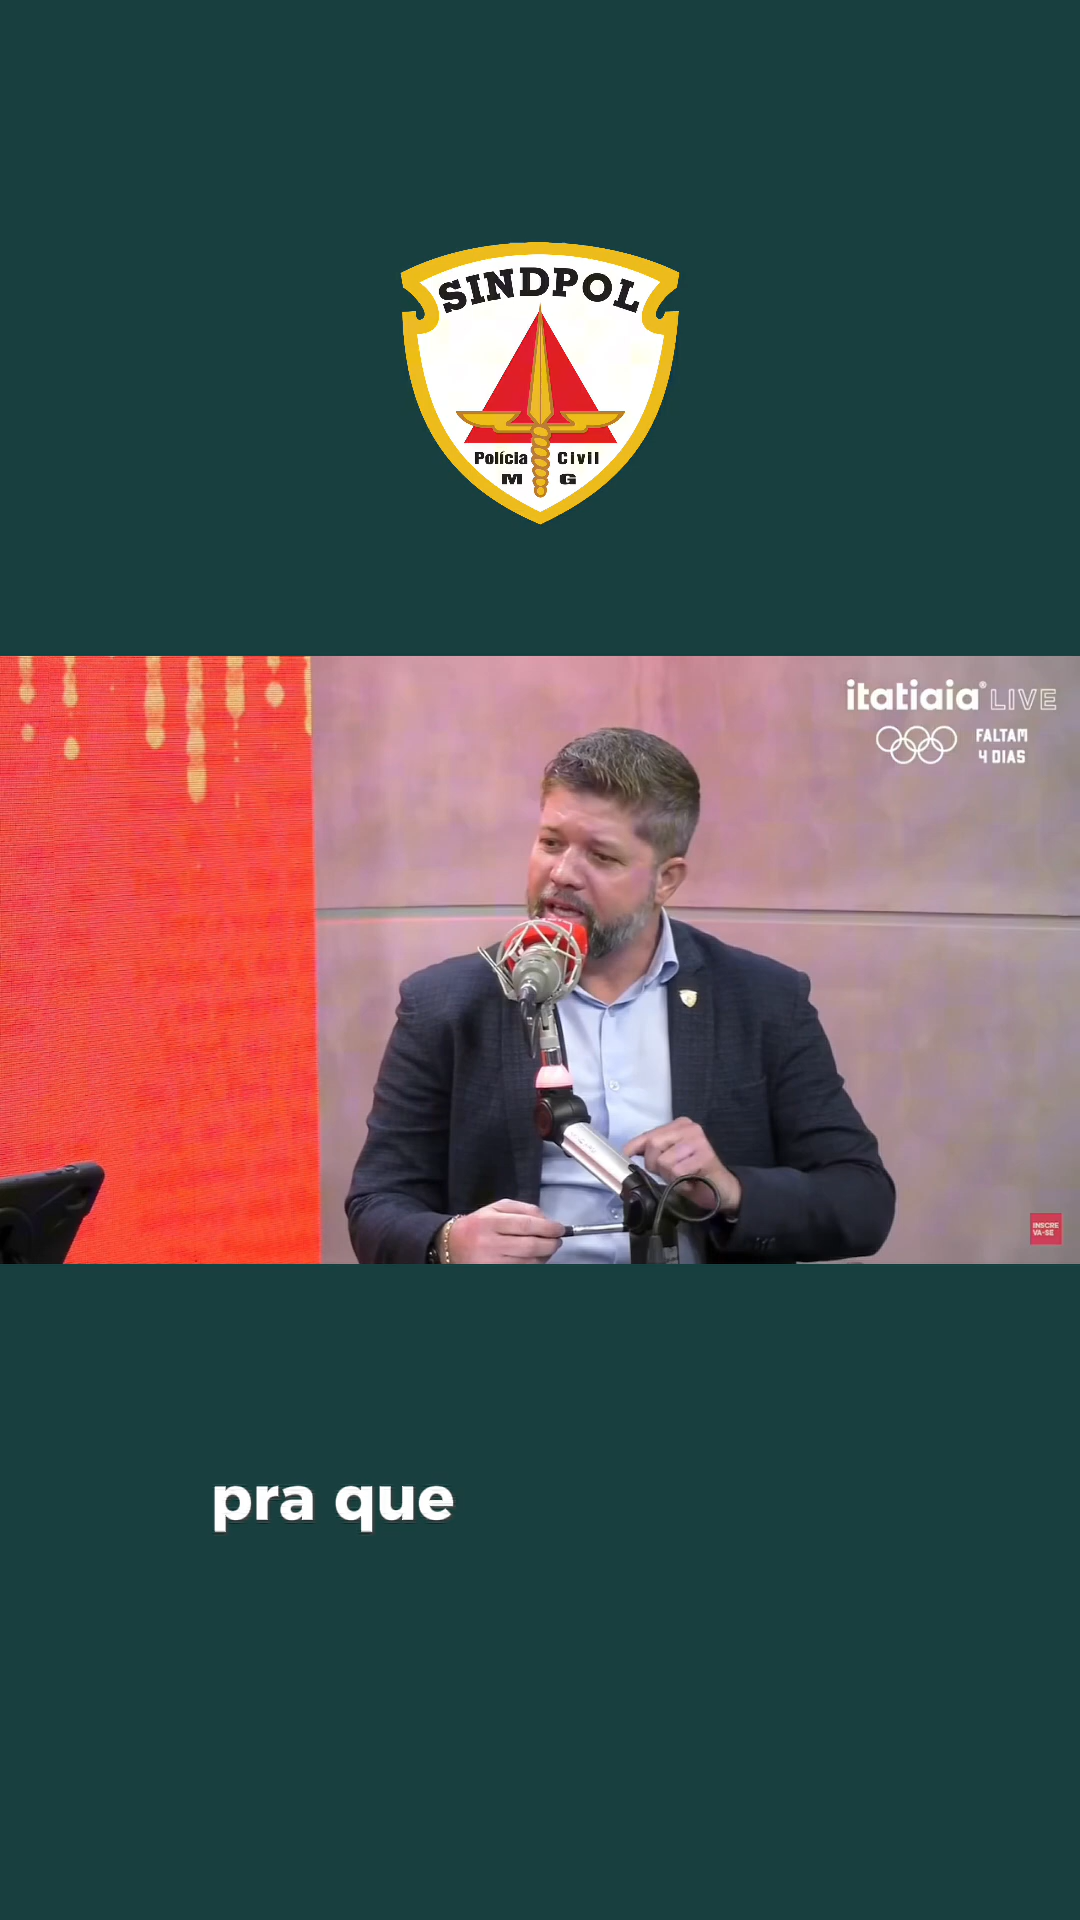 SINDPOL
Polícia Civil
M G
itatiaia® LIVE
FALTAM
4 DIAS
INSCRE
VA-SE
pra que